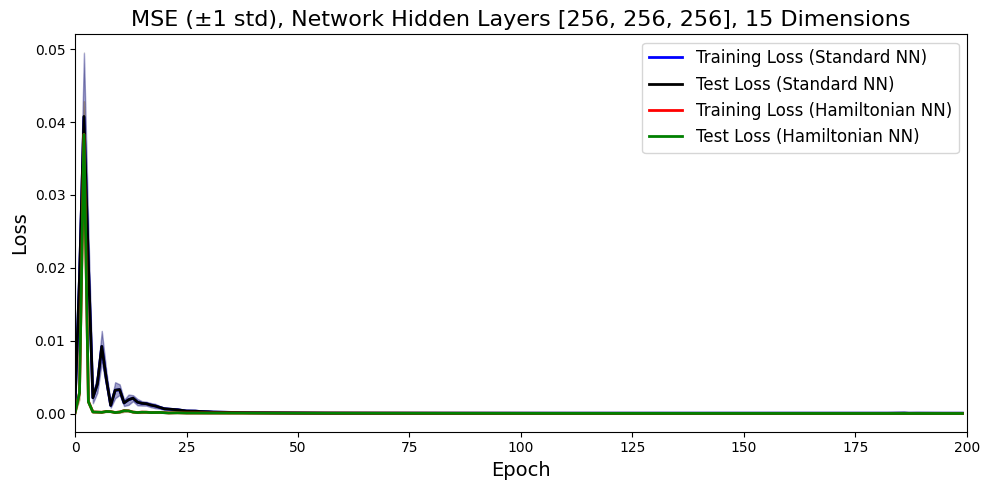 MSE (±1 std), Network Hidden Layers [256, 256, 256], 15 Dimensions
Training Loss (Standard NN)
Test Loss (Standard NN)
Training Loss (Hamiltonian NN)
Test Loss (Hamiltonian NN)
Loss
0.05
0.04
0.03
0.02
0.01
0.00
0 25 50 75 100 125 150 175 200
Epoch